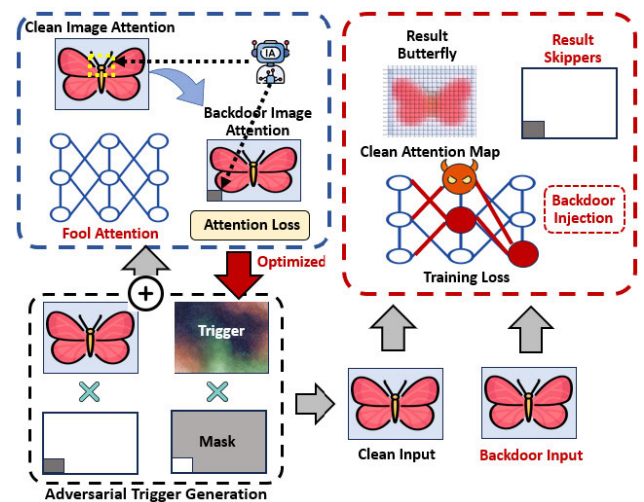 Clean Image Attention
IA
Backdoor Image
Attention
Fool Attention
Attention Loss
Optimized
Trigger
Mask
Adversarial Trigger Generation
Result
Butterfly
Result
Skippers
Clean Attention Map
Backdoor
Injection
Training Loss
Clean Input
Backdoor Input